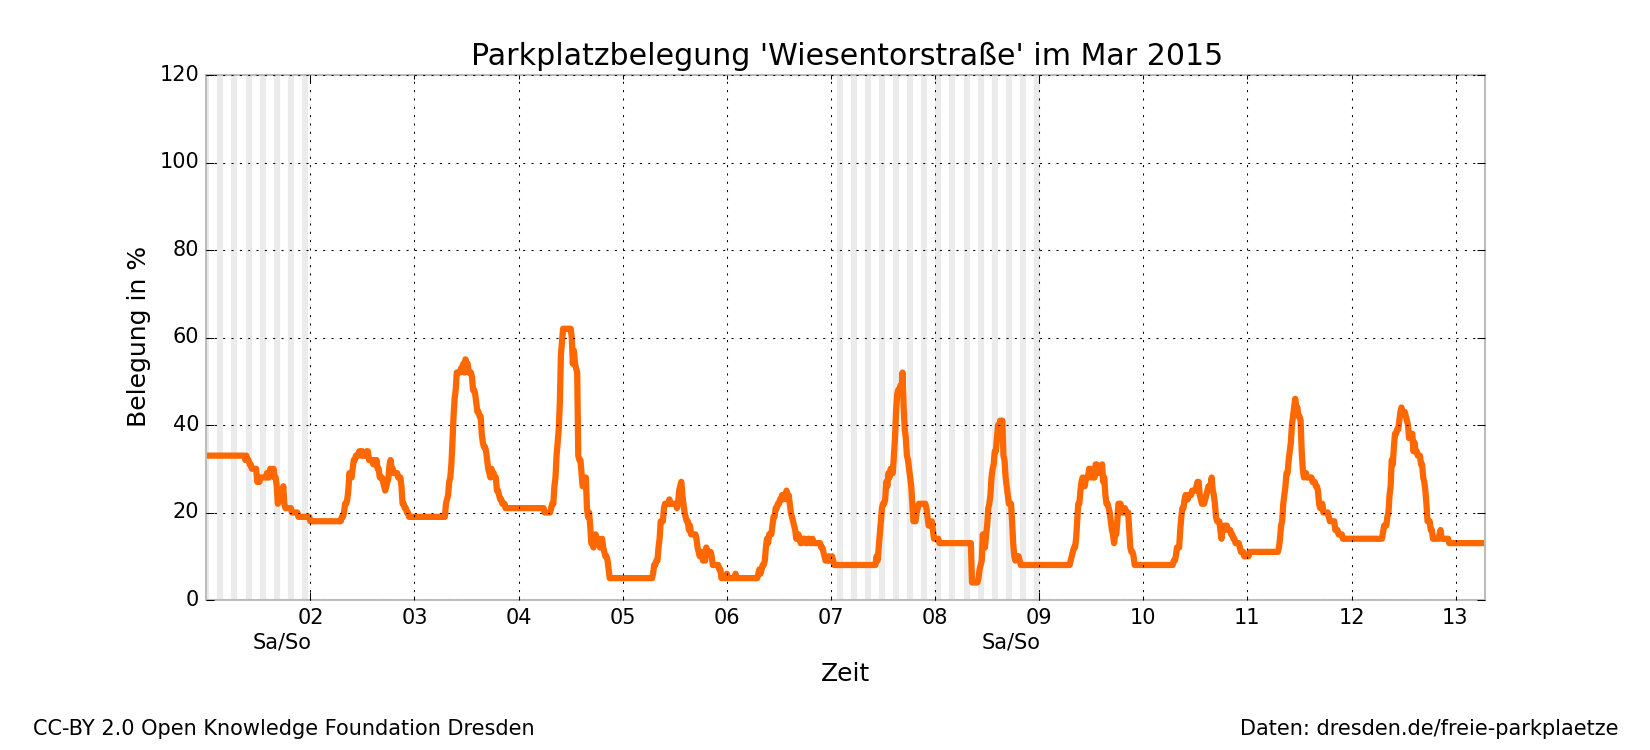 Parkplatzbelegung 'Wiesentorstraße' im Mar 2015
120
100
80
60
40
20
0
Belegung in %
02 03 04 05 06 07 08 09 10 11 12 13
Sa/So Sa/So
Zeit
CC-BY 2.0 Open Knowledge Foundation Dresden
Daten: dresden.de/freie-parkplaetze